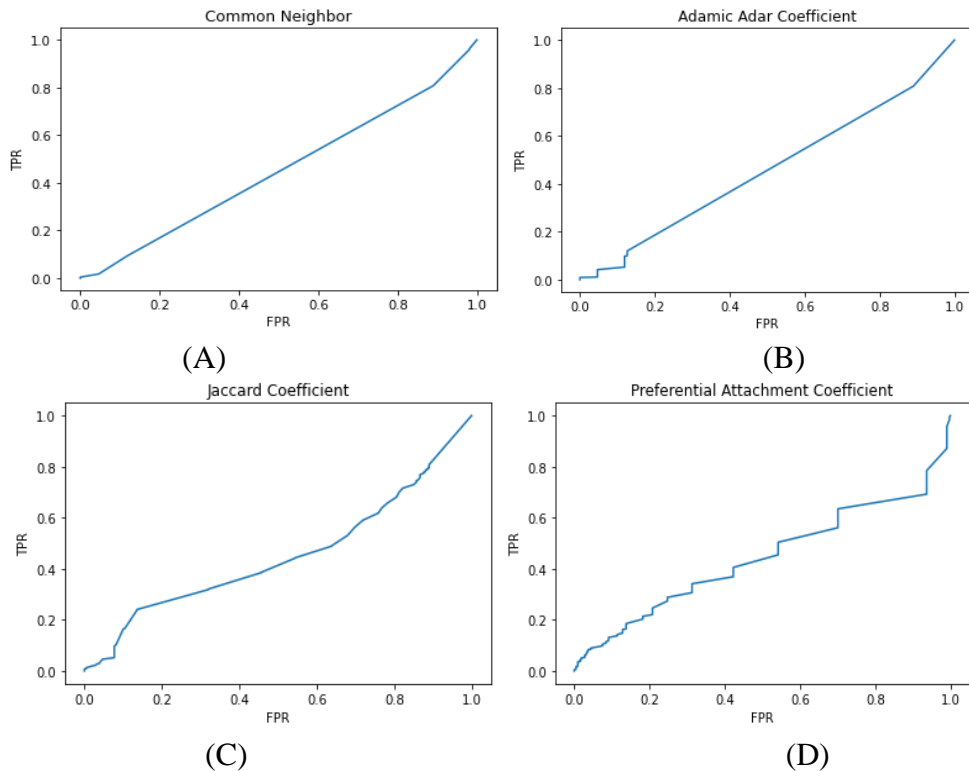 Common Neighbor
1.0
0.8
0.6
0.4
0.2
0.0
TPR
0.0 0.2 0.4 0.6 0.8 1.0
FPR
(A)
Adamic Adar Coefficient
1.0
0.8
0.6
0.4
0.2
0.0
TPR
0.0 0.2 0.4 0.6 0.8 1.0
FPR
(B)
Jaccard Coefficient
1.0
0.8
0.6
0.4
0.2
0.0
TPR
0.0 0.2 0.4 0.6 0.8 1.0
FPR
(C)
Preferential Attachment Coefficient
1.0
0.8
0.6
0.4
0.2
0.0
TPR
0.0 0.2 0.4 0.6 0.8 1.0
FPR
(D)